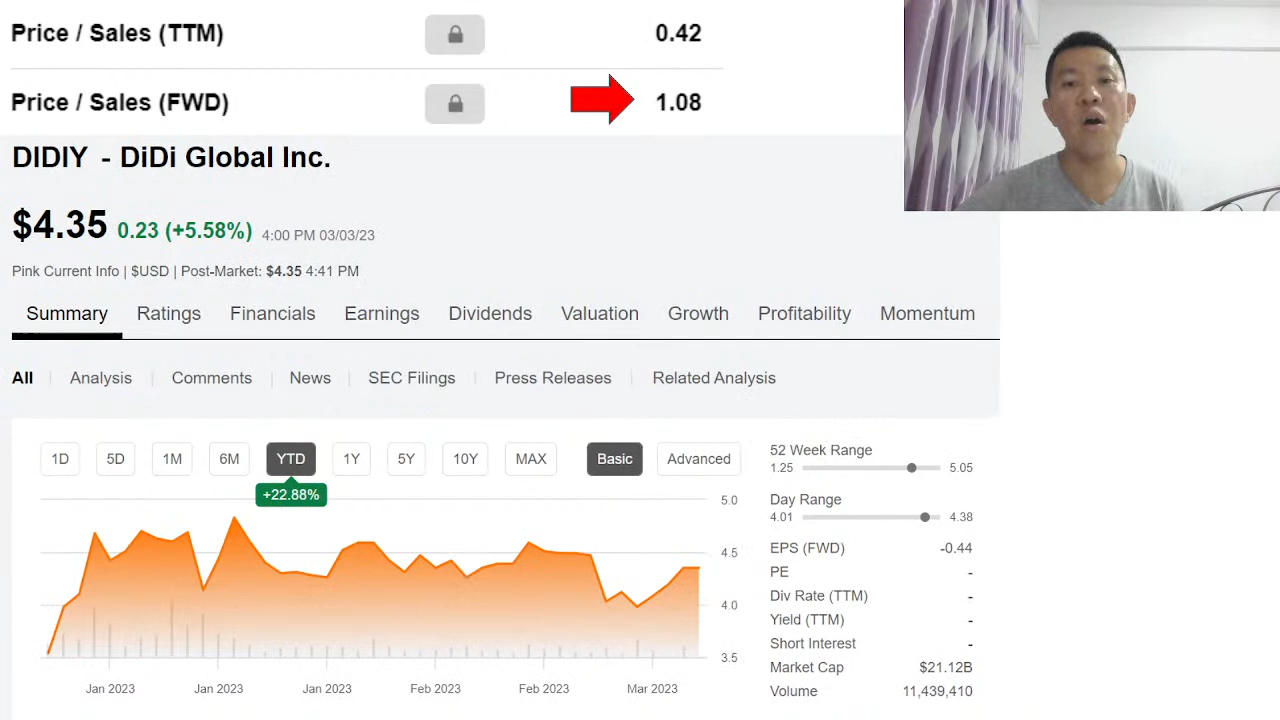 Price / Sales (TTM) 0.42
Price / Sales (FWD) 1.08
DIDIY - DiDi Global Inc.
$4.35 0.23 (+5.58%) 4:00 PM 03/03/23
Pink Current Info | $USD | Post-Market: $4.35 4:41 PM
Summary Ratings Financials Earnings Dividends Valuation Growth Profitability Momentum
All Analysis Comments News SEC Filings Press Releases Related Analysis
1D 5D 1M 6M YTD 1Y 5Y 10Y MAX Basic Advanced
+22.88%
5.0
4.5
4.0
3.5
Jan 2023 Jan 2023 Jan 2023 Feb 2023 Feb 2023 Mar 2023
52 Week Range
1.25 5.05
Day Range
4.01 4.38
EPS (FWD) -0.44
PE -
Div Rate (TTM) -
Yield (TTM) -
Short Interest -
Market Cap $21.12B
Volume 11,439,410